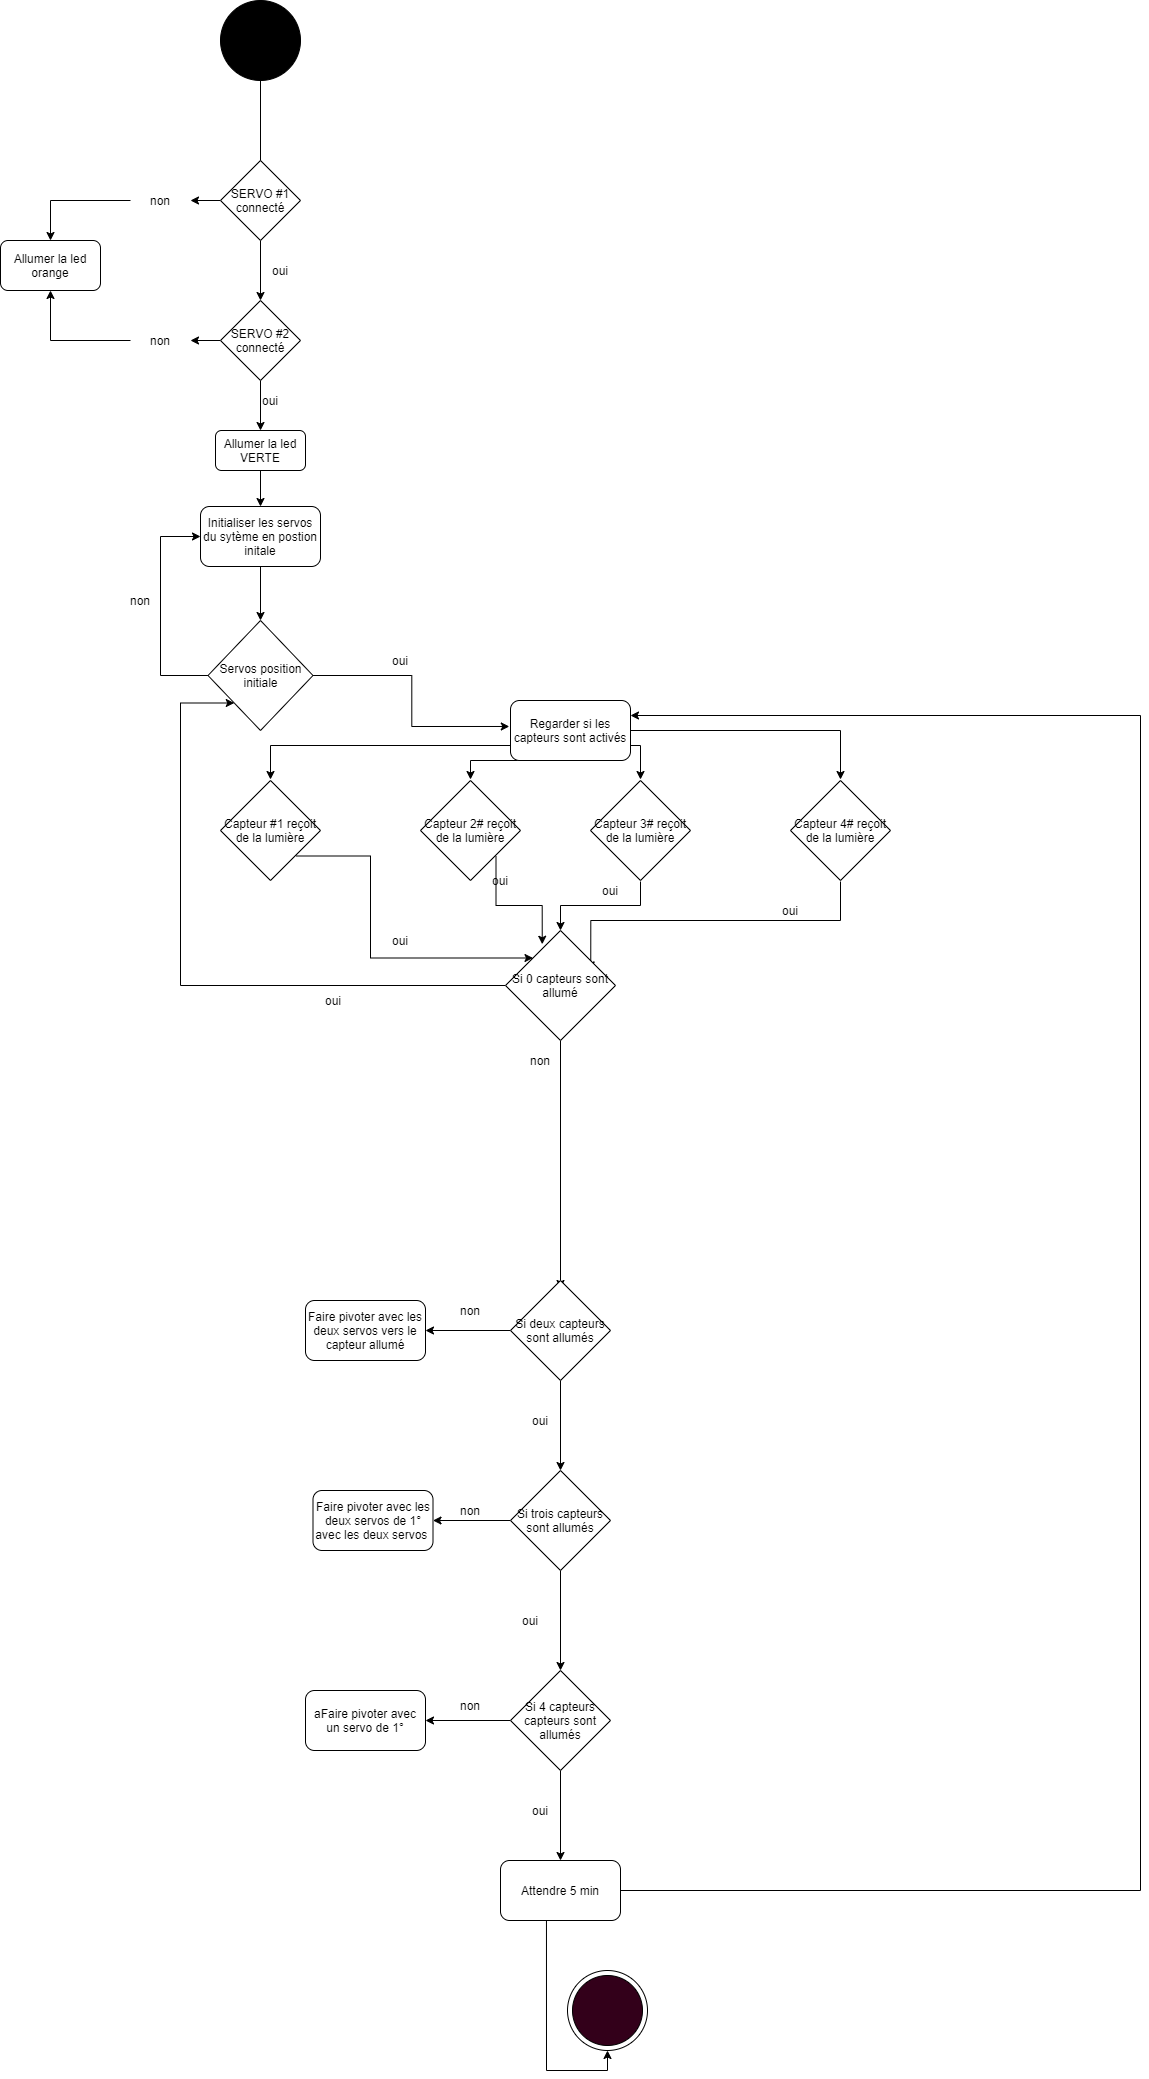 SERVO #1
connecté
non
Allumer la led
orange
oui
SERVO #2
connecté
non
oui
Allumer la led
VERTE
Initialiser les servos
du sytème en postion
initale
non
Servos position
initiale
oui
Regarder si les
capteurs sont activés
Capteur #1 reçoit
de la lumière
Capteur 2# reçoit
de la lumière
Capteur 3# reçoit
de la lumière
Capteur 4# reçoit
de la lumière
oui
oui
oui
oui
Si 0 capteurs sont
allumé
oui
non
Si deux capteurs
sont allumés
non
Faire pivoter avec les
deux servos vers le
capteur allumé
oui
Si trois capteurs
sont allumés
non
Faire pivoter avec les
deux servos de 1°
avec les deux servos
oui
Si 4 capteurs
capteurs sont
allumés
non
aFaire pivoter avec
un servo de 1°
oui
Attendre 5 min